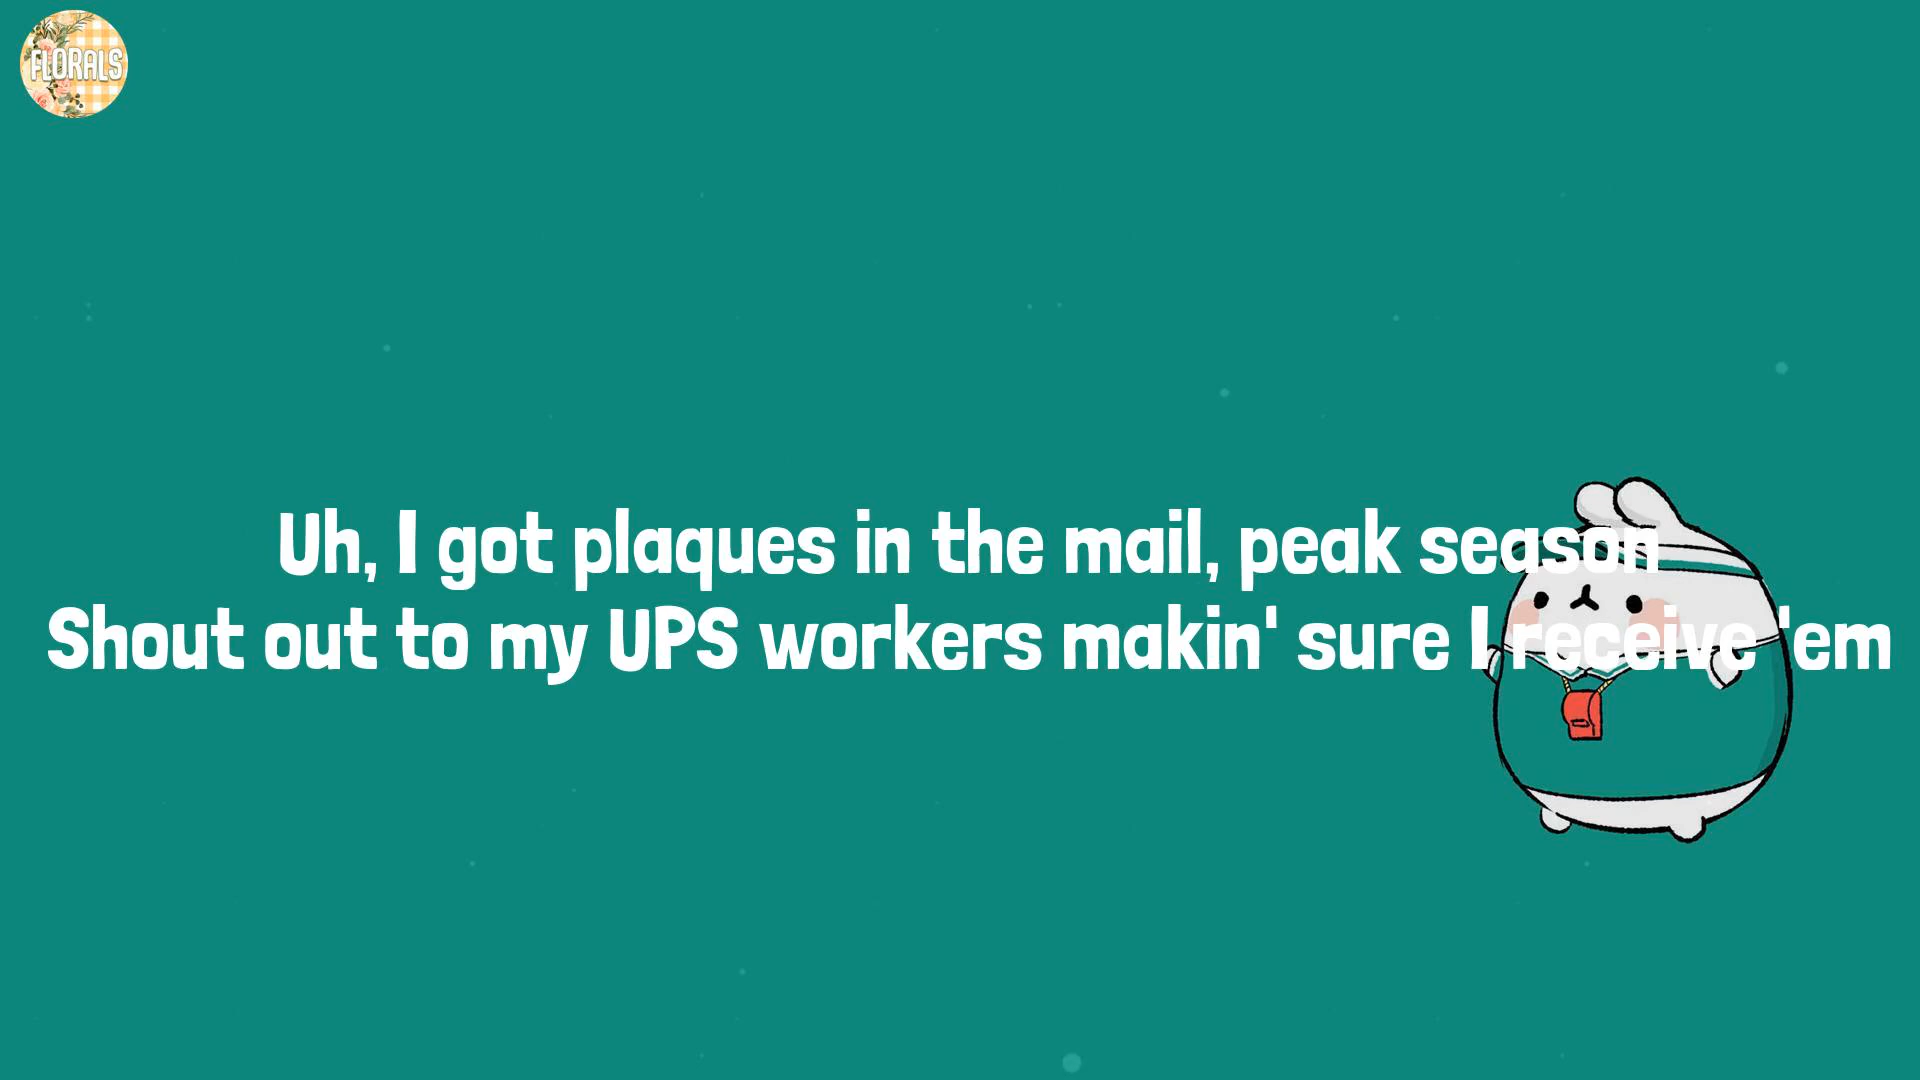 FLORALS
Uh, I got plaques in the mail, peak season
Shout out to my UPS workers makin' sure I receive 'em